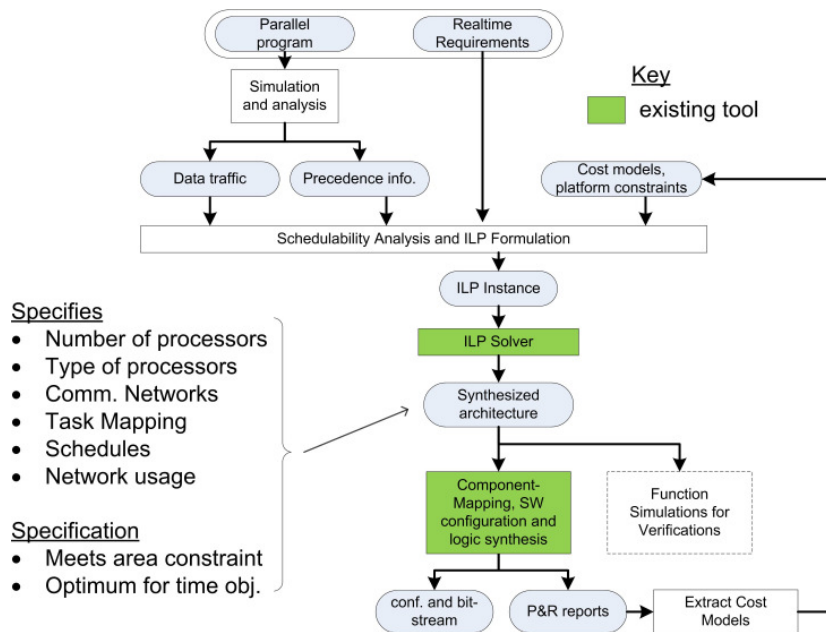 Parallel
program
Realtime
Requirements
Simulation
and analysis
Key
existing tool
Data traffic
Precedence info.
Cost models,
platform constraints
Schedulability Analysis and ILP Formulation
ILP Instance
ILP Solver
Synthesized
architecture
Specifies
• Number of processors
• Type of processors
• Comm. Networks
• Task Mapping
• Schedules
• Network usage
Specification
• Meets area constraint
• Optimum for time obj.
Component-
Mapping, SW
configuration and
logic synthesis
Function
Simulations for
Verifications
conf. and bit-
stream
P&R reports
Extract Cost
Models